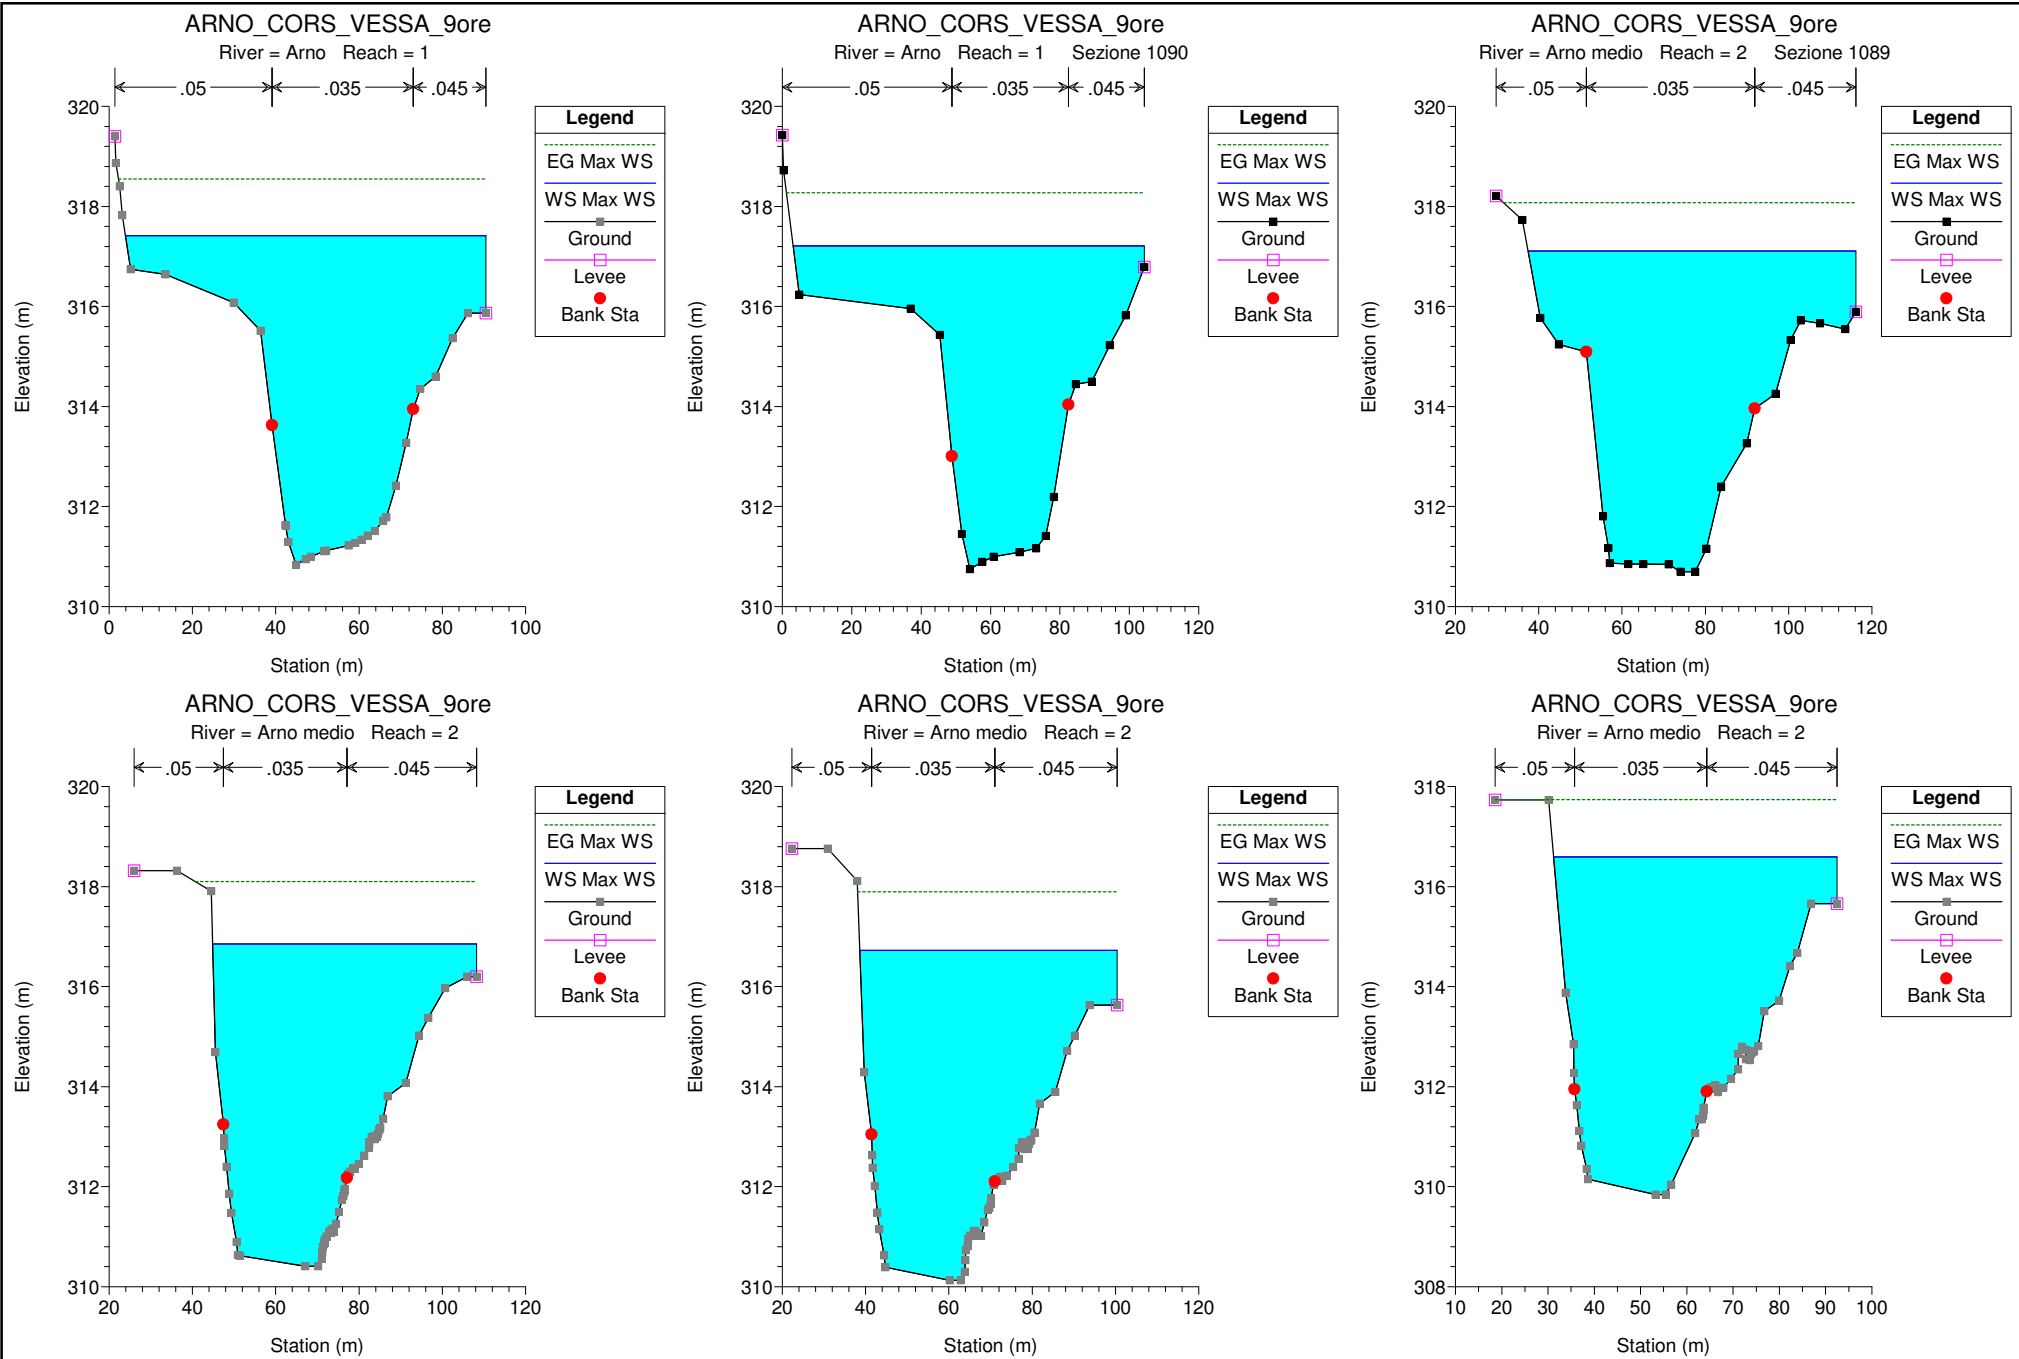 ARNO_CORS_VESSA_9ore
River = Arno Reach = 1
.05 .035 .045
320
318
316
314
312
310
0 20 40 60 80 100
Elevation (m)
Station (m)
Legend
EG Max WS
WS Max WS
Ground
Levee
Bank Sta
ARNO_CORS_VESSA_9ore
River = Arno Reach = 1 Sezione 1090
.05 .035 .045
320
318
316
314
312
310
0 20 40 60 80 100 120
Elevation (m)
Station (m)
Legend
EG Max WS
WS Max WS
Ground
Levee
Bank Sta
ARNO_CORS_VESSA_9ore
River = Arno medio Reach = 2 Sezione 1089
.05 .035 .045
320
318
316
314
312
310
20 40 60 80 100 120
Elevation (m)
Station (m)
Legend
EG Max WS
WS Max WS
Ground
Levee
Bank Sta
ARNO_CORS_VESSA_9ore
River = Arno medio Reach = 2
.05 .035 .045
320
318
316
314
312
310
20 40 60 80 100 120
Elevation (m)
Station (m)
Legend
EG Max WS
WS Max WS
Ground
Levee
Bank Sta
ARNO_CORS_VESSA_9ore
River = Arno medio Reach = 2
.05 .035 .045
320
318
316
314
312
310
20 40 60 80 100 120
Elevation (m)
Station (m)
Legend
EG Max WS
WS Max WS
Ground
Levee
Bank Sta
ARNO_CORS_VESSA_9ore
River = Arno medio Reach = 2
.05 .035 .045
318
316
314
312
310
308
10 20 30 40 50 60 70 80 90 100
Elevation (m)
Station (m)
Legend
EG Max WS
WS Max WS
Ground
Levee
Bank Sta